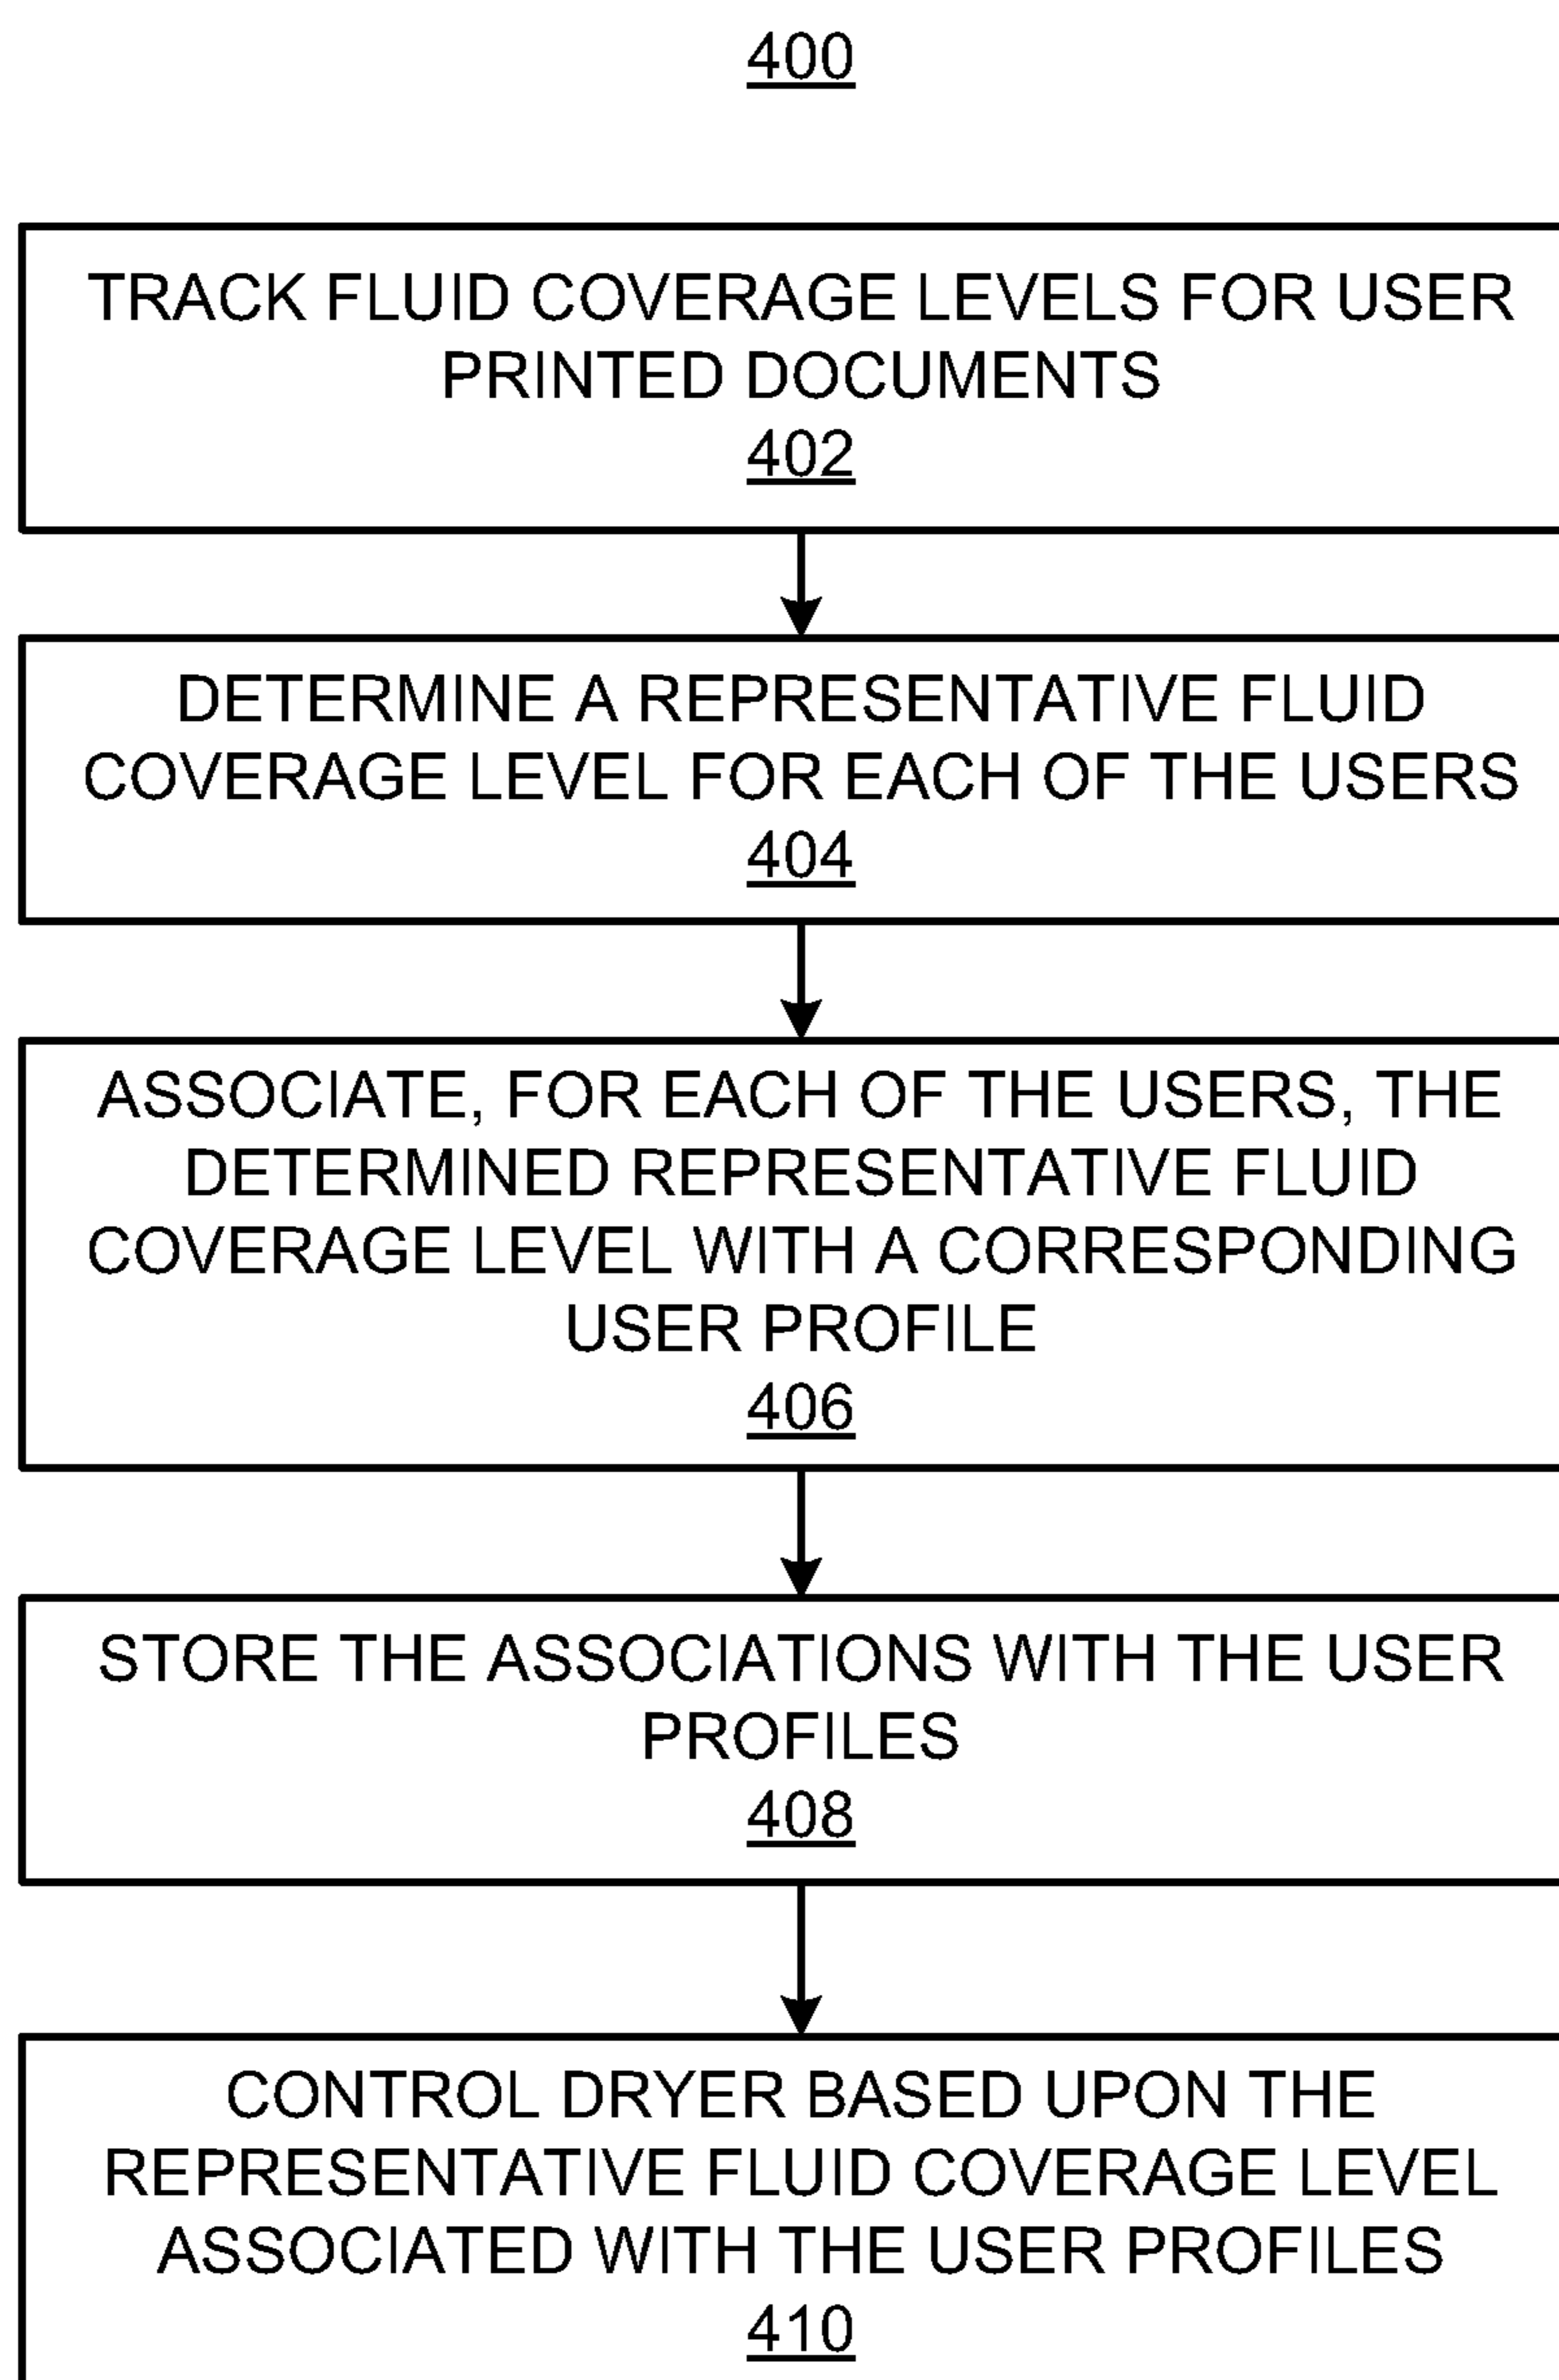 400
TRACK FLUID COVERAGE LEVELS FOR USER
PRINTED DOCUMENTS
402
DETERMINE A REPRESENTATIVE FLUID
COVERAGE LEVEL FOR EACH OF THE USERS
404
ASSOCIATE, FOR EACH OF THE USERS, THE
DETERMINED REPRESENTATIVE FLUID
COVERAGE LEVEL WITH A CORRESPONDING
USER PROFILE
406
STORE THE ASSOCIATIONS WITH THE USER
PROFILES
408
CONTROL DRYER BASED UPON THE
REPRESENTATIVE FLUID COVERAGE LEVEL
ASSOCIATED WITH THE USER PROFILES
410